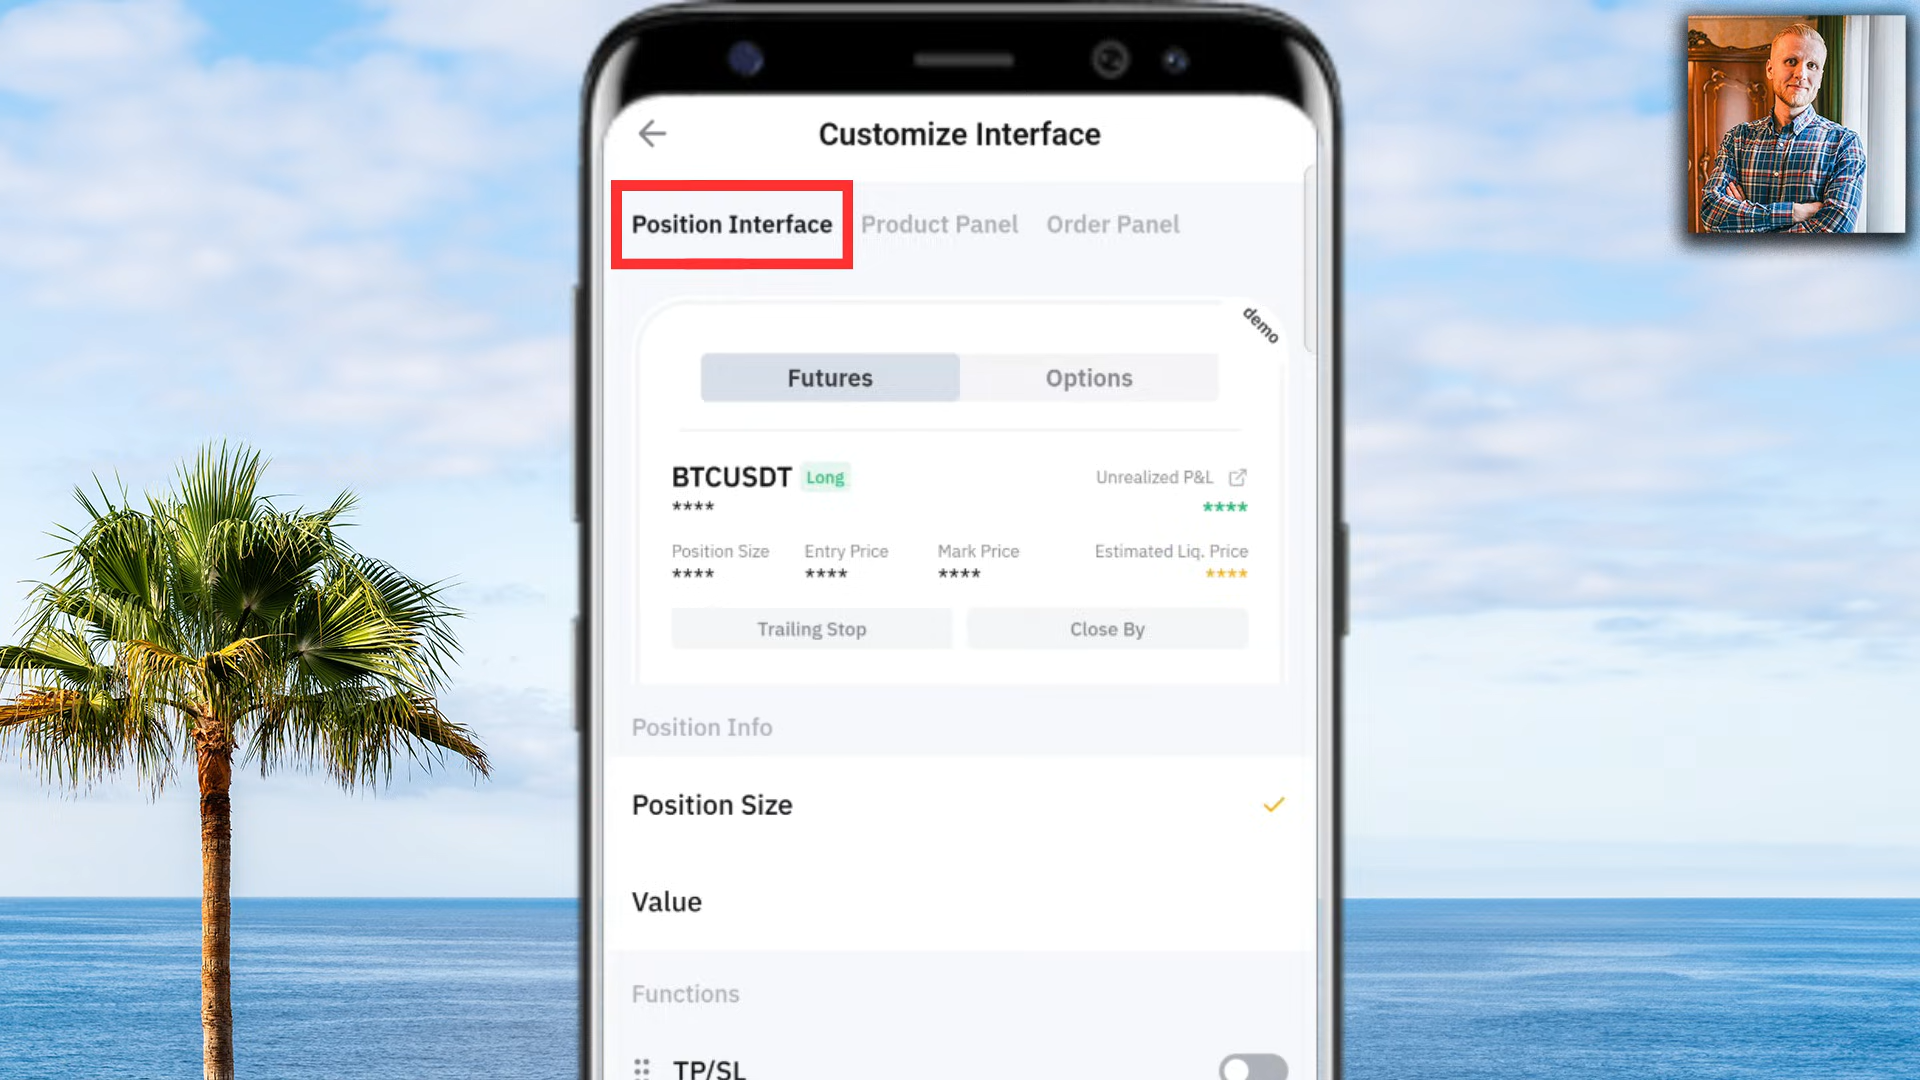 Customize Interface
Position Interface Product Panel Order Panel
demo
Futures Options
BTCUSDT Long Unrealized P&L
**** ****
Position Size Entry Price Mark Price Estimated Liq. Price
**** **** **** ****
Trailing Stop Close By
Position Info
Position Size
Value
Functions
TP/SL